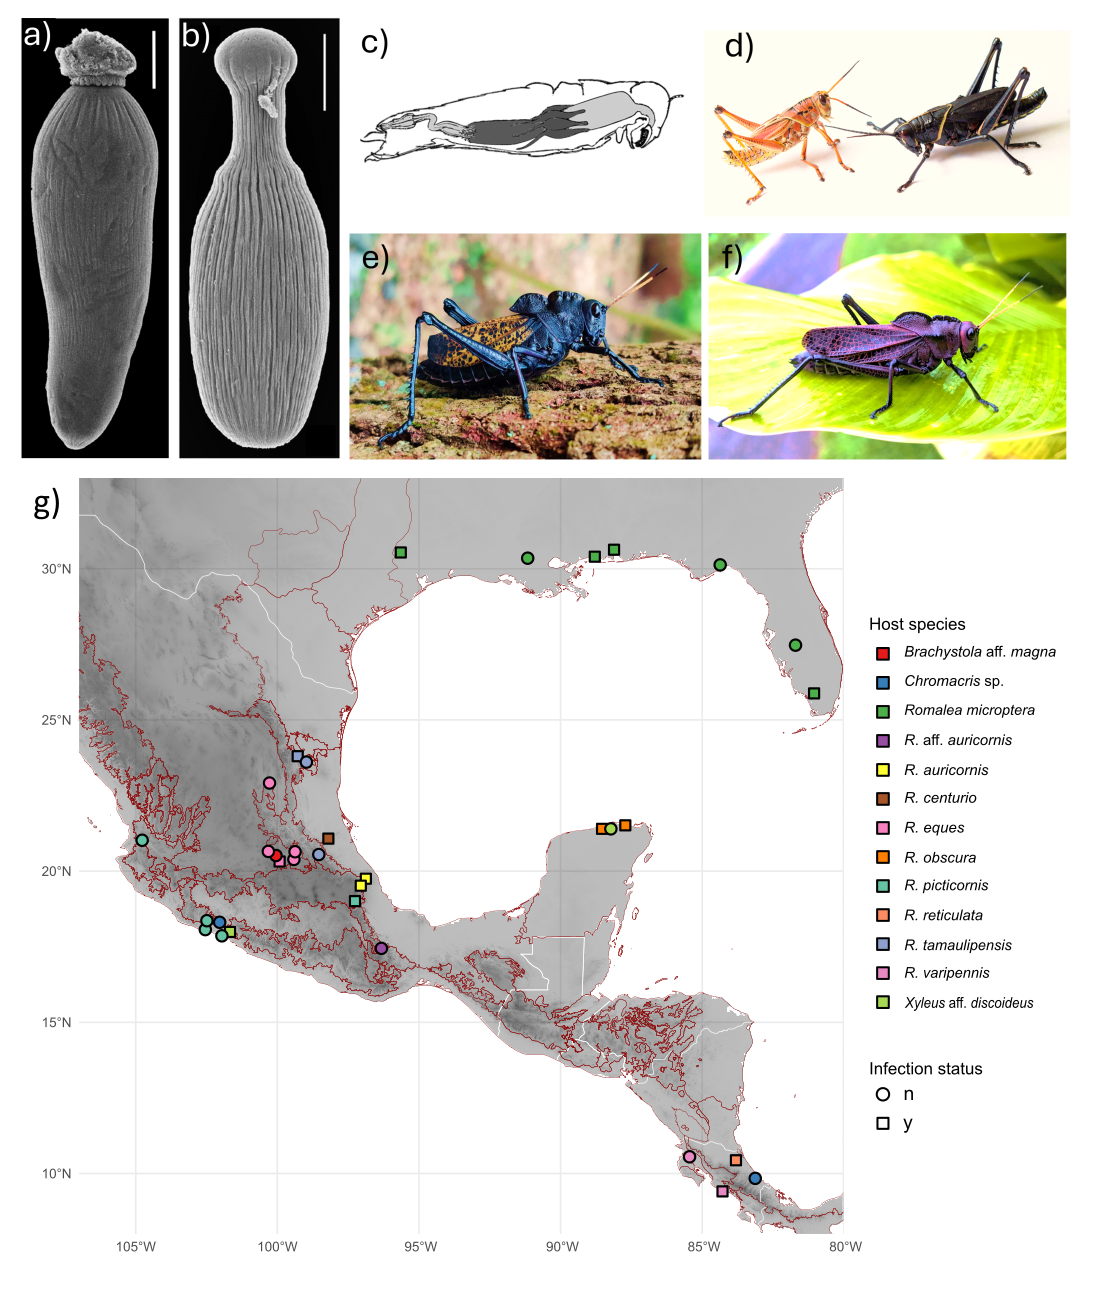 a)
b)
c)
d)
e)
f)
g)
30°N
25°N
20°N
15°N
10°N
105°W
100°W
95°W
90°W
85°W
80°W
Host species
Brachystola aff. magna
Chromacris sp.
Romalea microptera
R. aff. auricornis
R. auricornis
R. centurio
R. eques
R. obscura
R. picticornis
R. reticulata
R. tamaulipensis
R. varipennis
Xyleus aff. discoideus
Infection status
n
y